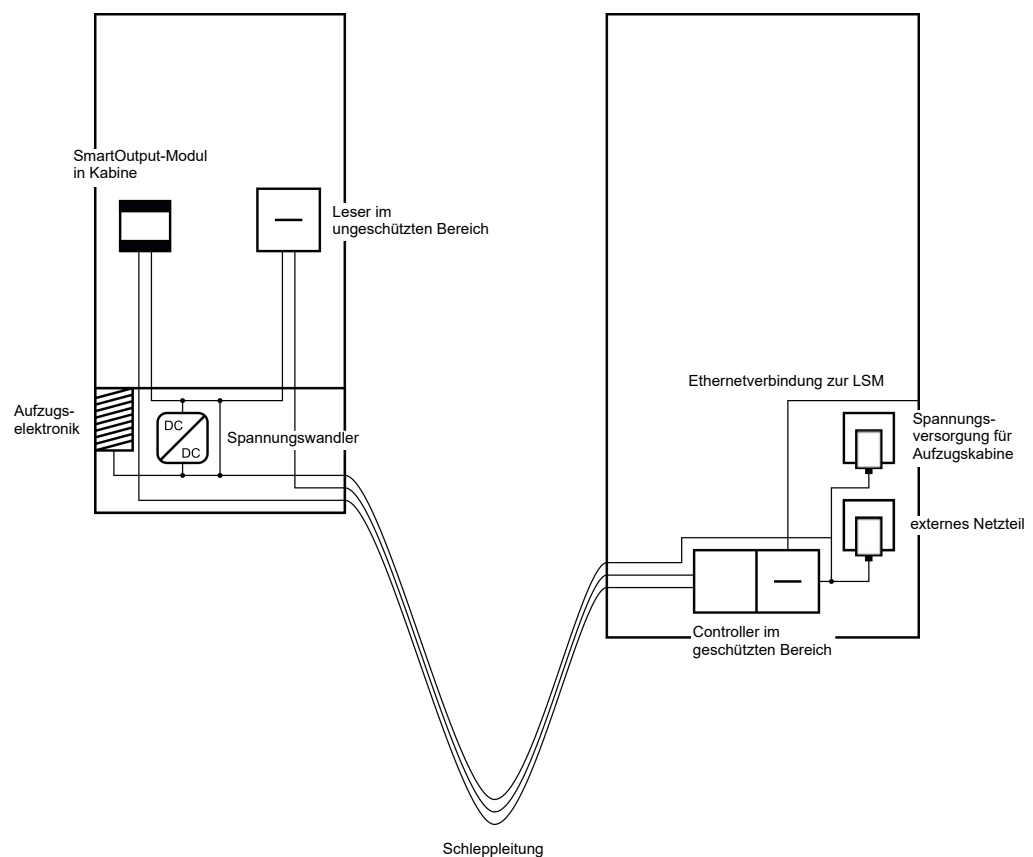 SmartOutput-Modul
in Kabine
Leser im
ungeschützten Bereich
Aufzugs-
elektronik
DC
DC
Spannungswandler
Ethernetverbindung zur LSM
Spannungs-
versorgung für
Aufzugskabine
externes Netzteil
Controller im
geschützten Bereich
Schleppleitung